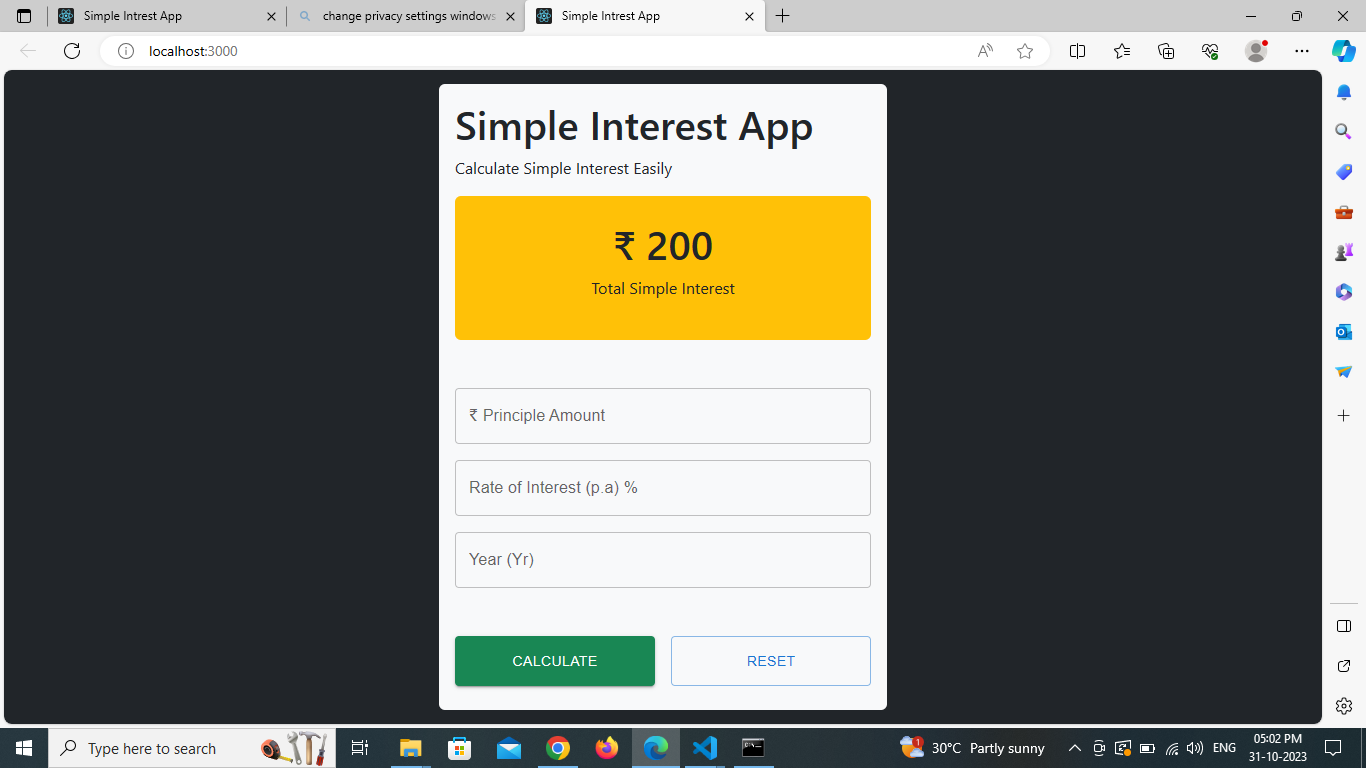 Simple Intrest App
change privacy settings windows
Simple Intrest App
localhost:3000
Simple Interest App
Calculate Simple Interest Easily
₹ 200
Total Simple Interest
₹ Principle Amount
Rate of Interest (p.a) %
Year (Yr)
CALCULATE
RESET
Type here to search
1
30°C Partly sunny
ENG
05:02 PM
31-10-2023